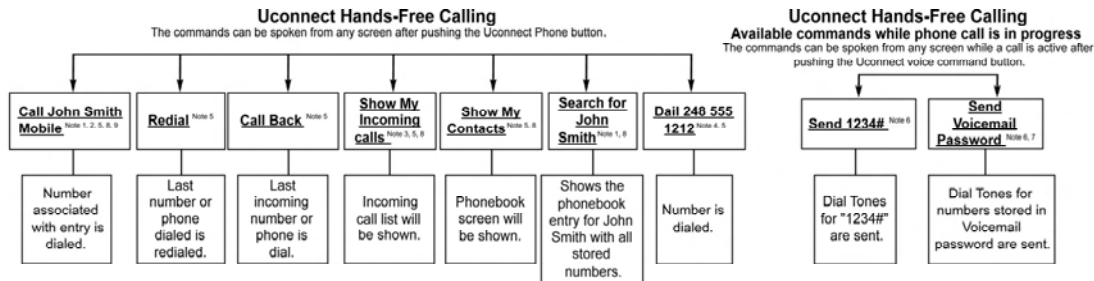 Uconnect Hands-Free Calling
The commands can be spoken from any screen after pushing the Uconnect Phone button.
Call John Smith
Mobile Note 1, 2, 5, 8, 9
Redial Note 5
Call Back Note 5
Show My
Incoming
calls Note 3, 5, 8
Show My
Contacts Note 5, 8
Search for
John
Smith Note 1, 8
Dail 248 555
1212 Note 4, 5
Number
associated
with entry is
dialed.
Last
number or
phone
dialed is
redialed.
Last
incoming
number or
phone is
dial.
Incoming
call list will
be shown.
Phonebook
screen will
be shown.
Shows the
phonebook
entry for John
Smith with all
stored
numbers.
Number is
dialed.
Uconnect Hands-Free Calling
Available commands while phone call is in progress
The commands can be spoken from any screen while a call is active after
pushing the Uconnect voice command button.
Send 1234# Note 6
Send
Voicemail
Password Note 6, 7
Dial Tones
for "1234#"
are sent.
Dial Tones for
numbers stored in
Voicemail
password are sent.